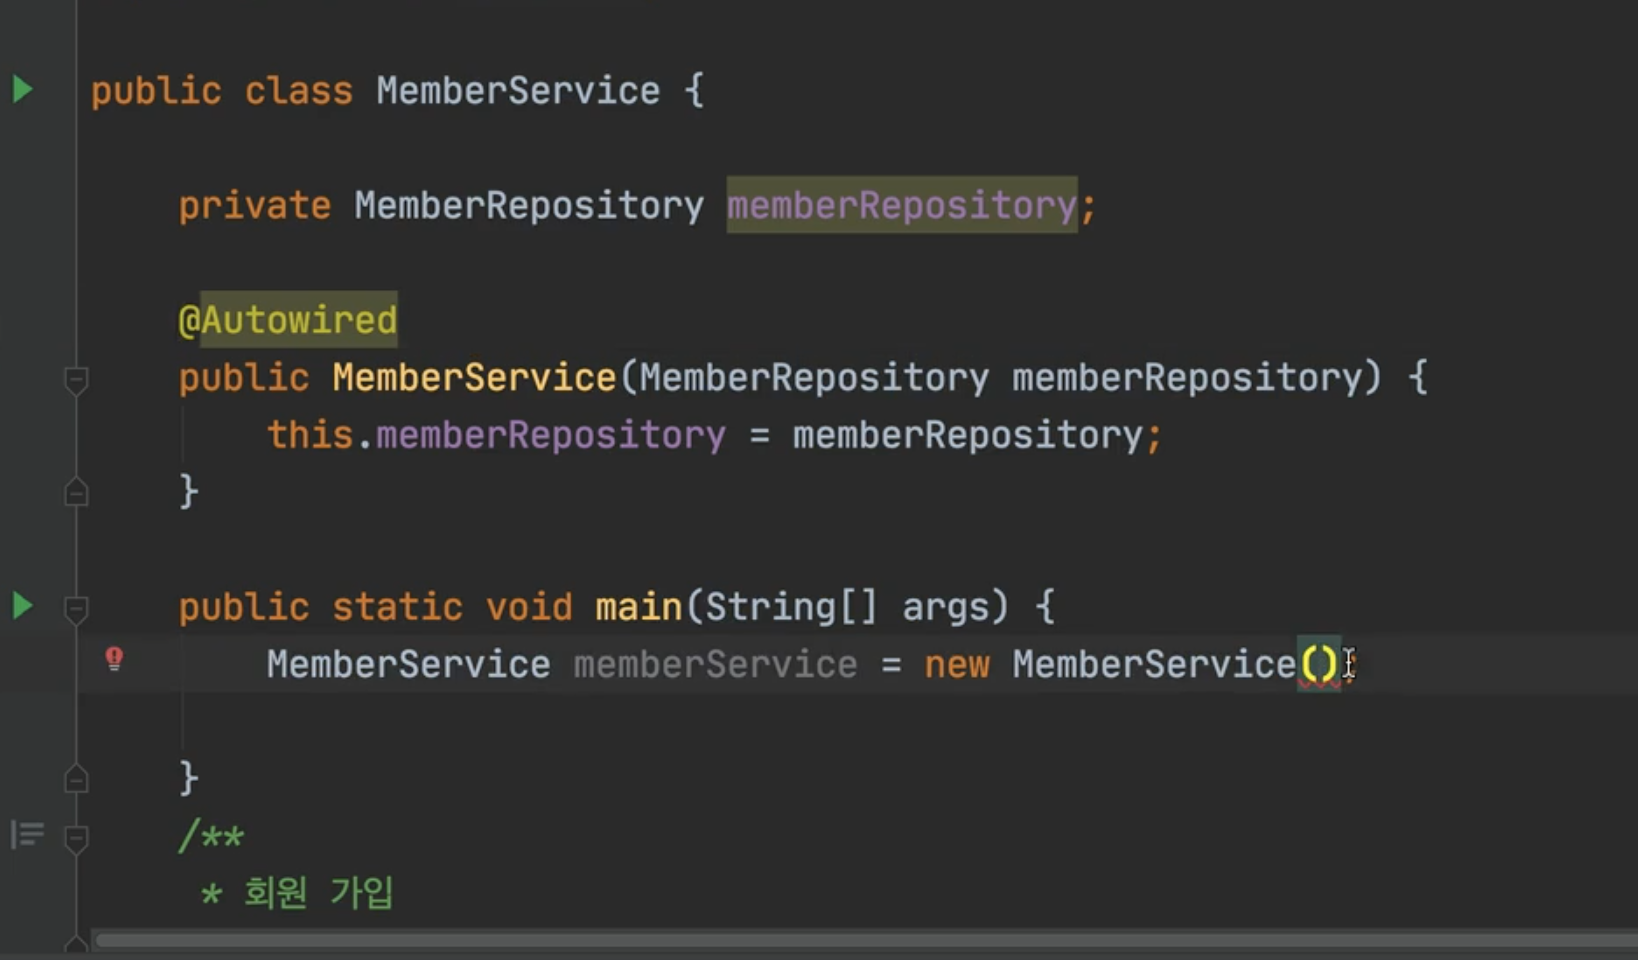 public class MemberService {
private MemberRepository memberRepository;
@Autowired
public MemberService(MemberRepository memberRepository) {
this.memberRepository = memberRepository;
}
public static void main(String[] args) {
MemberService memberService = new MemberService();
}
/**
* 회원 가입